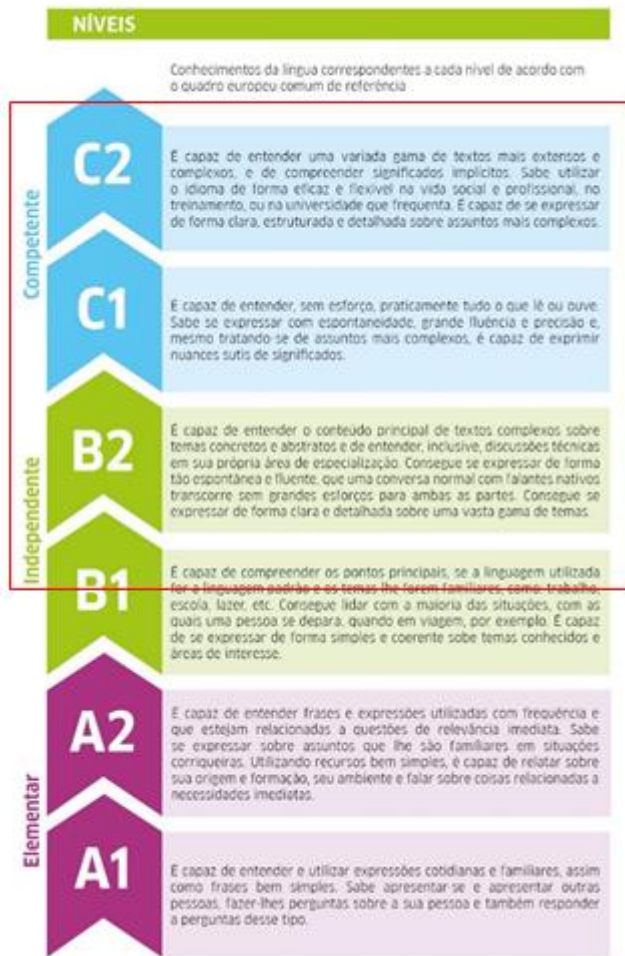 NÍVEIS
Conhecimentos da língua correspondentes a cada nível de acordo com
o quadro europeu comum de referência
Competente
C2
É capaz de entender uma variada gama de textos mais extensos e
complexos, e de compreender significados implícitos. Sabe utilizar
o idioma de forma eficaz e flexível na vida social e profissional, no
treinamento, ou na universidade que frequenta. É capaz de se expressar
de forma clara, estruturada e detalhada sobre assuntos mais complexos.
C1
É capaz de entender, sem esforço, praticamente tudo o que lê ou ouve.
Sabe se expressar com espontaneidade, grande fluência e precisão e,
mesmo tratando-se de assuntos mais complexos, é capaz de exprimir
nuances sutis de significados.
Independente
B2
É capaz de entender o conteúdo principal de textos complexos sobre
temas concretos e abstratos e de entender, inclusive, discussões técnicas
em sua própria área de especialização. Consegue se expressar de forma
tão espontânea e fluente, que uma conversa normal com falantes nativos
transcorre sem grandes esforços para ambas as partes. Consegue se
expressar de forma clara e detalhada sobre uma vasta gama de temas.
B1
É capaz de compreender os pontos principais, se a linguagem utilizada
for a linguagem padrão e os temas lhe forem familiares, como: trabalho,
escola, lazer, etc. Consegue lidar com a maioria das situações, com as
quais uma pessoa se depara, quando em viagem, por exemplo. É capaz
de se expressar de forma simples e coerente sobe temas conhecidos e
áreas de interesse.
Elementar
A2
É capaz de entender frases e expressões utilizadas com frequência e
que estejam relacionadas a questões de relevância imediata. Sabe
se expressar sobre assuntos que lhe são familiares em situações
corriqueiras. Utilizando recursos bem simples, é capaz de relatar sobre
sua origem e formação, seu ambiente e falar sobre coisas relacionadas a
necessidades imediatas.
A1
É capaz de entender e utilizar expressões cotidianas e familiares, assim
como frases bem simples. Sabe apresentar-se e apresentar outras
pessoas, fazer-lhes perguntas sobre a sua pessoa e também responder
a perguntas desse tipo.